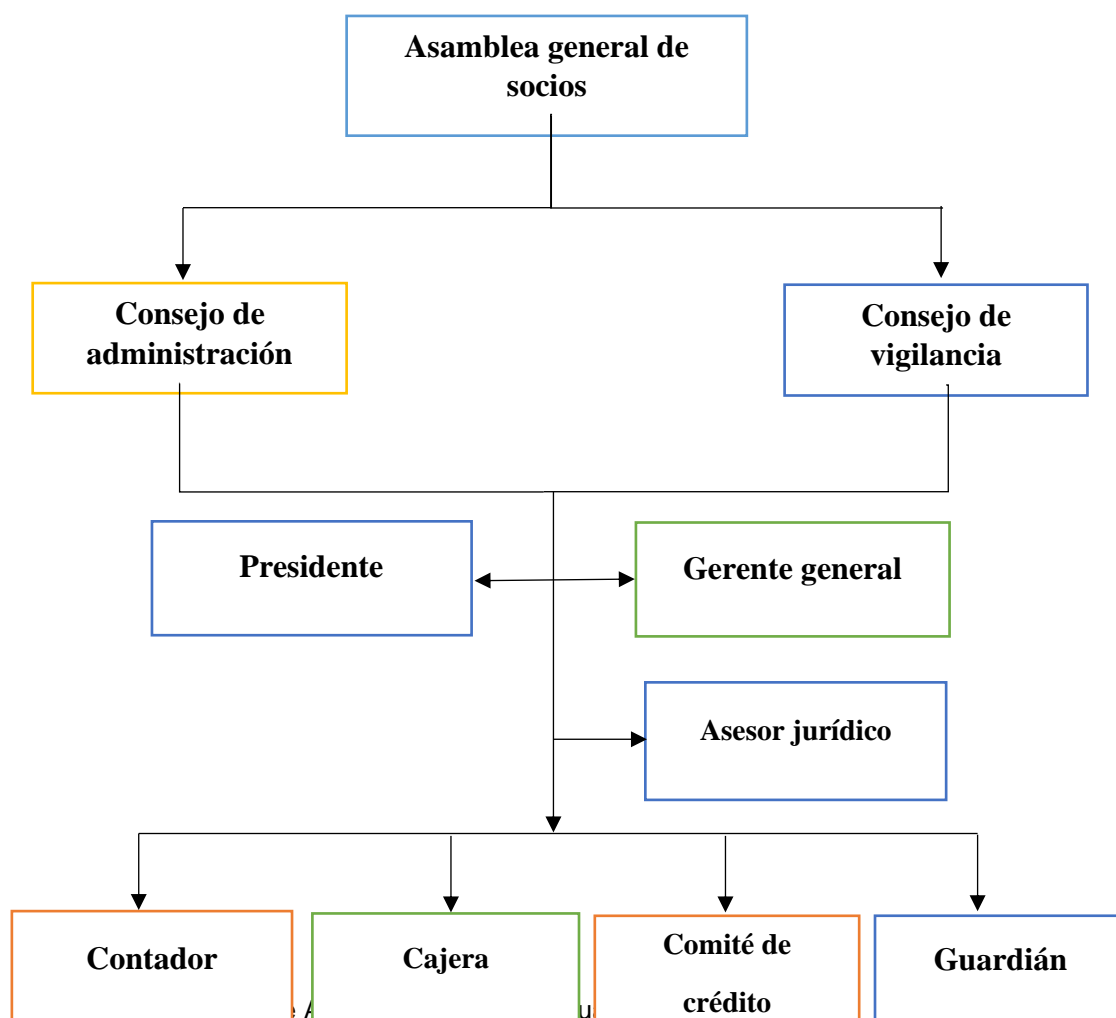 Asamblea general de
socios
Consejo de
administración
Consejo de
vigilancia
Presidente
Gerente general
Asesor jurídico
Contador
Cajera
Comité de
crédito
Guardián